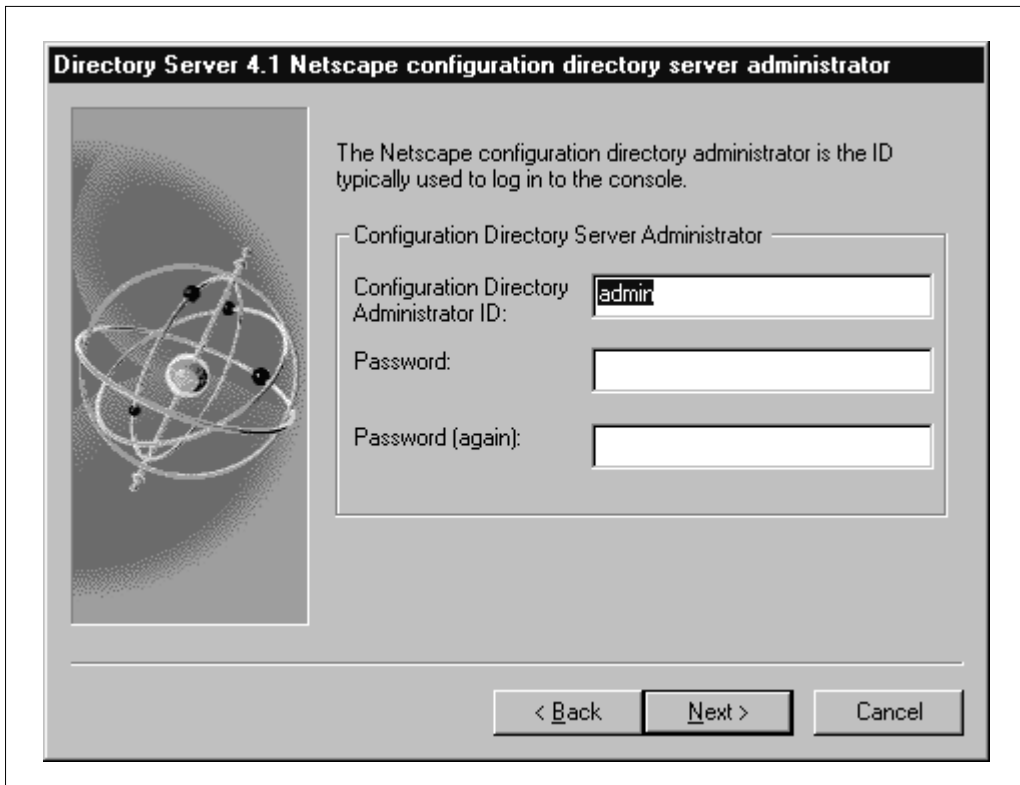 Directory Server 4.1 Netscape configuration directory server administrator
The Netscape configuration directory administrator is the ID
typically used to log in to the console.
Configuration Directory Server Administrator
Configuration Directory
Administrator ID:
admin
Password:
Password (again):
< Back
Next >
Cancel